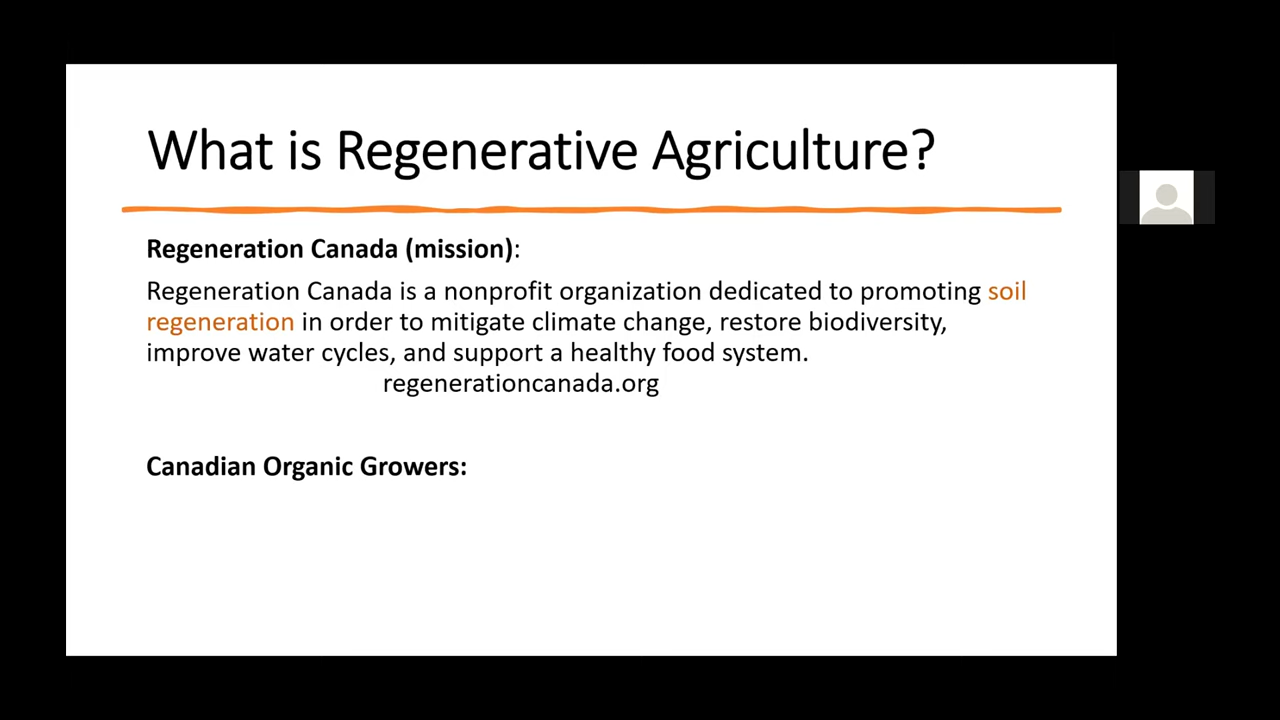 What is Regenerative Agriculture?
Regeneration Canada (mission):
Regeneration Canada is a nonprofit organization dedicated to promoting soil
regeneration in order to mitigate climate change, restore biodiversity,
improve water cycles, and support a healthy food system.
regenerationcanada.org
Canadian Organic Growers: